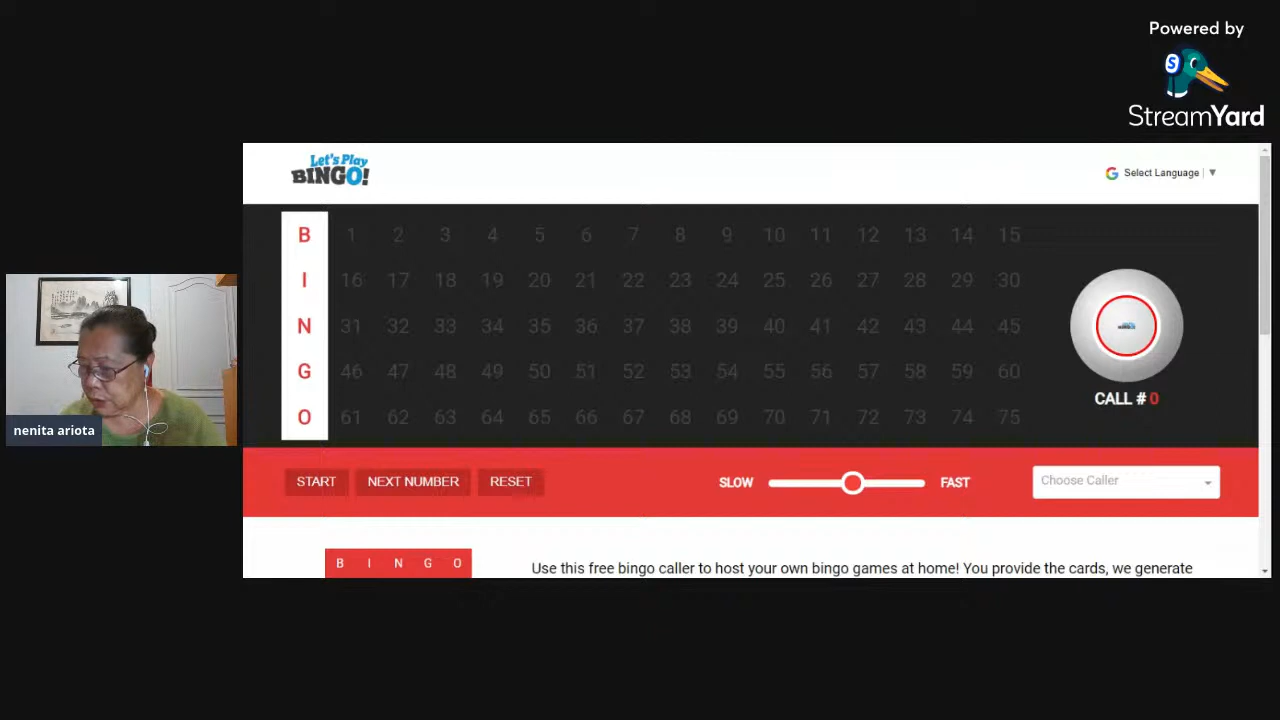 Powered by
S
StreamYard
Let's Play
BINGO!
Select Language
B 1 2 3 4 5 6 7 8 9 10 11 12 13 14 15
I 16 17 18 19 20 21 22 23 24 25 26 27 28 29 30
N 31 32 33 34 35 36 37 38 39 40 41 42 43 44 45
G 46 47 48 49 50 51 52 53 54 55 56 57 58 59 60
O 61 62 63 64 65 66 67 68 69 70 71 72 73 74 75
CALL # 0
nenita ariota
START NEXT NUMBER RESET
SLOW FAST
Choose Caller
B I N G O
Use this free bingo caller to host your own bingo games at home! You provide the cards, we generate